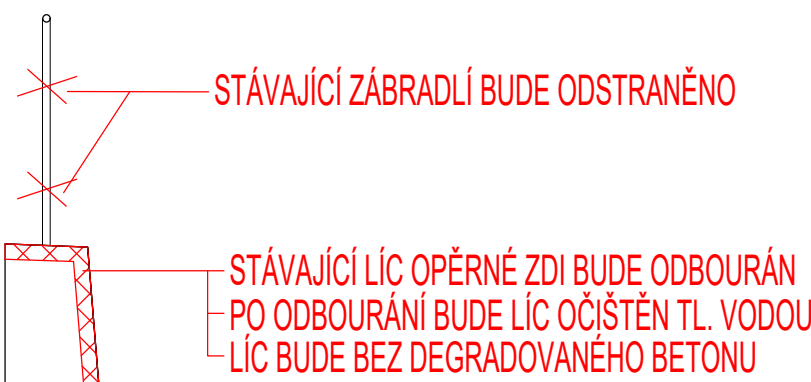 STÁVAJÍCÍ ZÁBRADLÍ BUDE ODSTRANĚNO
STÁVAJÍCÍ LÍC OPĚRNÉ ZDI BUDE ODBOURÁN
PO ODBOURÁNÍ BUDE LÍC OČIŠTĚN TL. VODOU
LÍC BUDE BEZ DEGRADOVANÉHO BETONU